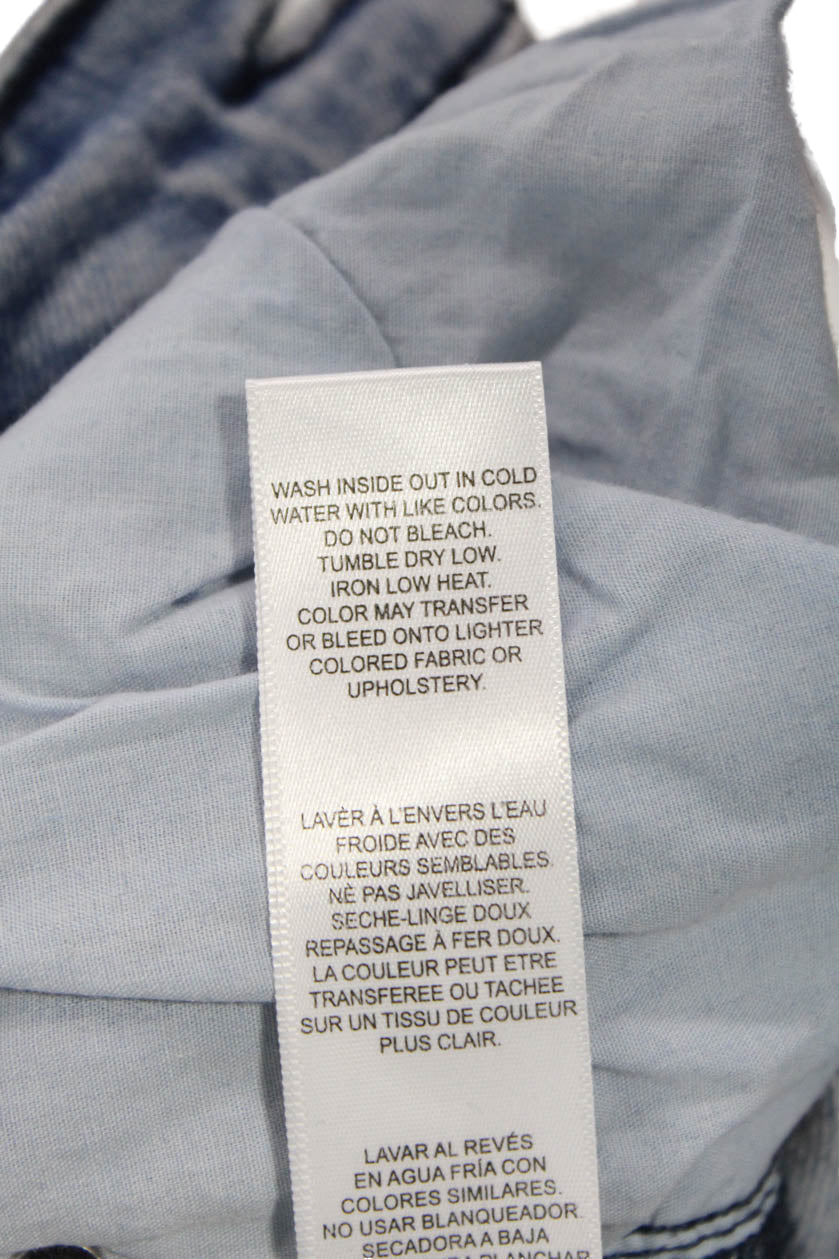 WASH INSIDE OUT IN COLD
WATER WITH LIKE COLORS.
DO NOT BLEACH.
TUMBLE DRY LOW.
IRON LOW HEAT.
COLOR MAY TRANSFER
OR BLEED ONTO LIGHTER
COLORED FABRIC OR
UPHOLSTERY.
LAVÈR À L'ENVERS L'EAU
FROIDE AVEC DES
COULEURS SEMBLABLES.
NÈ PAS JAVELLISER.
SECHE-LINGE DOUX
REPASSAGE À FER DOUX.
LA COULEUR PEUT ETRE
TRANSFEREE OU TACHEE
SUR UN TISSU DE COULEUR
PLUS CLAIR.
LAVAR AL REVÉS
EN AGUA FRÍA CON
COLORES SIMILARES.
NO USAR BLANQUEADOR.
SECADORA A BAJA
PLANCHAR